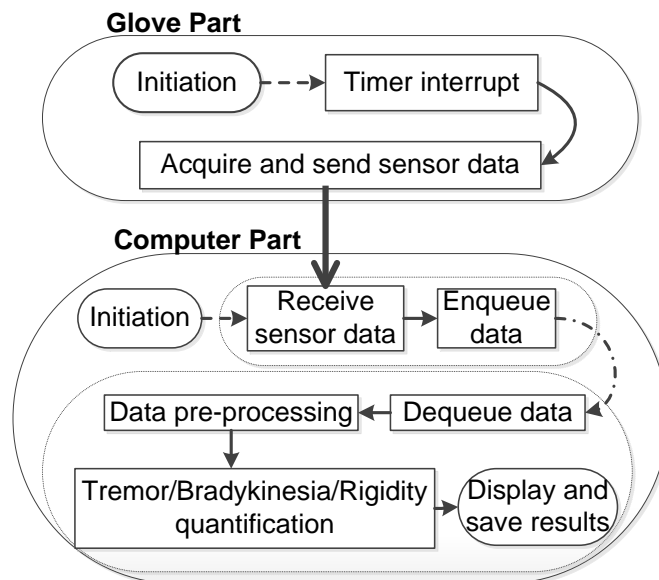 Glove Part
Initiation
Timer interrupt
Acquire and send sensor data
Computer Part
Initiation
Receive
sensor data
Enqueue
data
Data pre-processing
Dequeue data
Tremor/Bradykinesia/Rigidity
quantification
Display and
save results